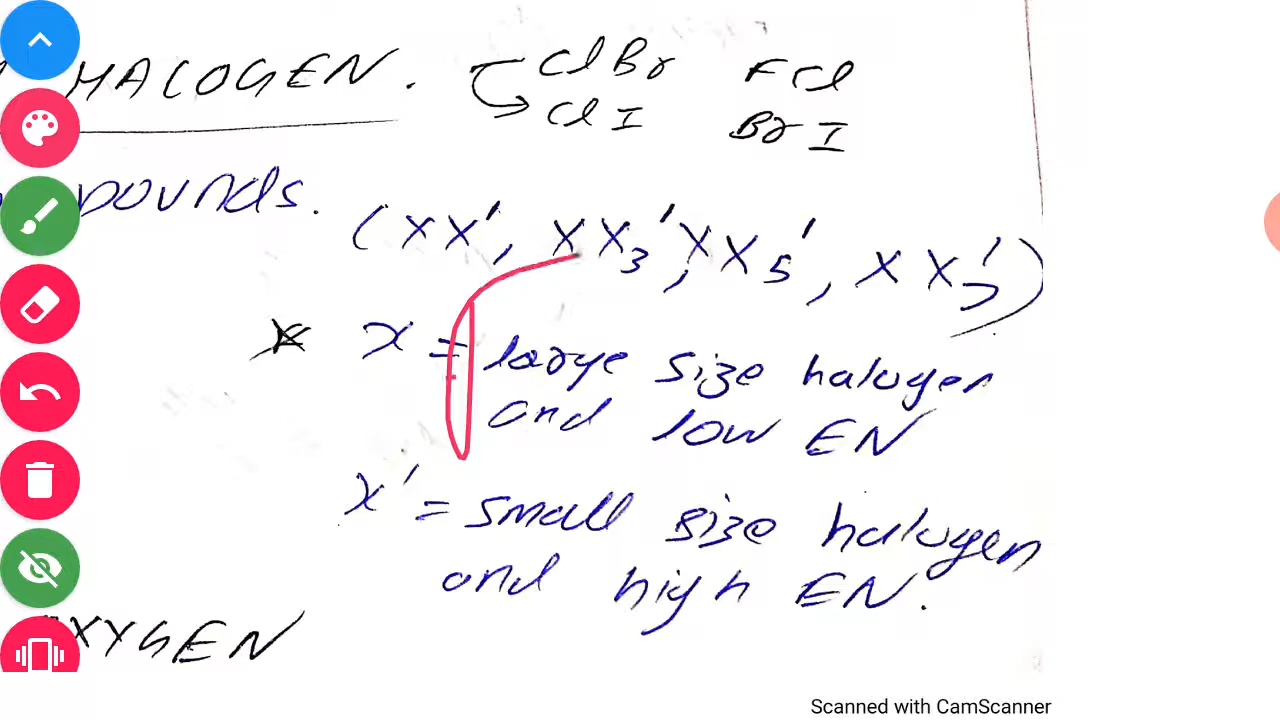 HALOGEN. ClBr FCl
ClI BrI
pounds.
(XX', XX₃', XX₅', XX₇')
* X = large size halogen
and low EN
X' = small size halogen
and high EN.
OXYGEN
Scanned with CamScanner